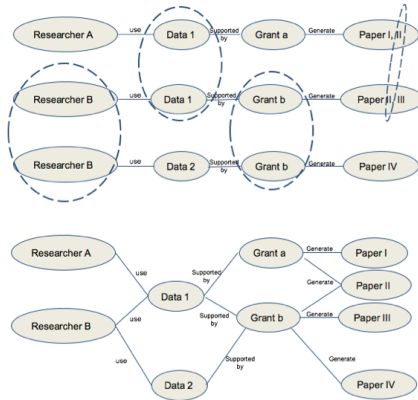 Researcher A use Data 1 Supported by Grant a Generate Paper I, II
Researcher B use Data 1 Supported by Grant b Generate Paper II, III
Researcher B use Data 2 Supported by Grant b Generate Paper IV
Researcher A Grant a Generate Paper I
use Supported by Generate Paper II
Data 1
Researcher B use Supported by Grant b Generate Paper III
use Supported by Generate
Data 2 Paper IV